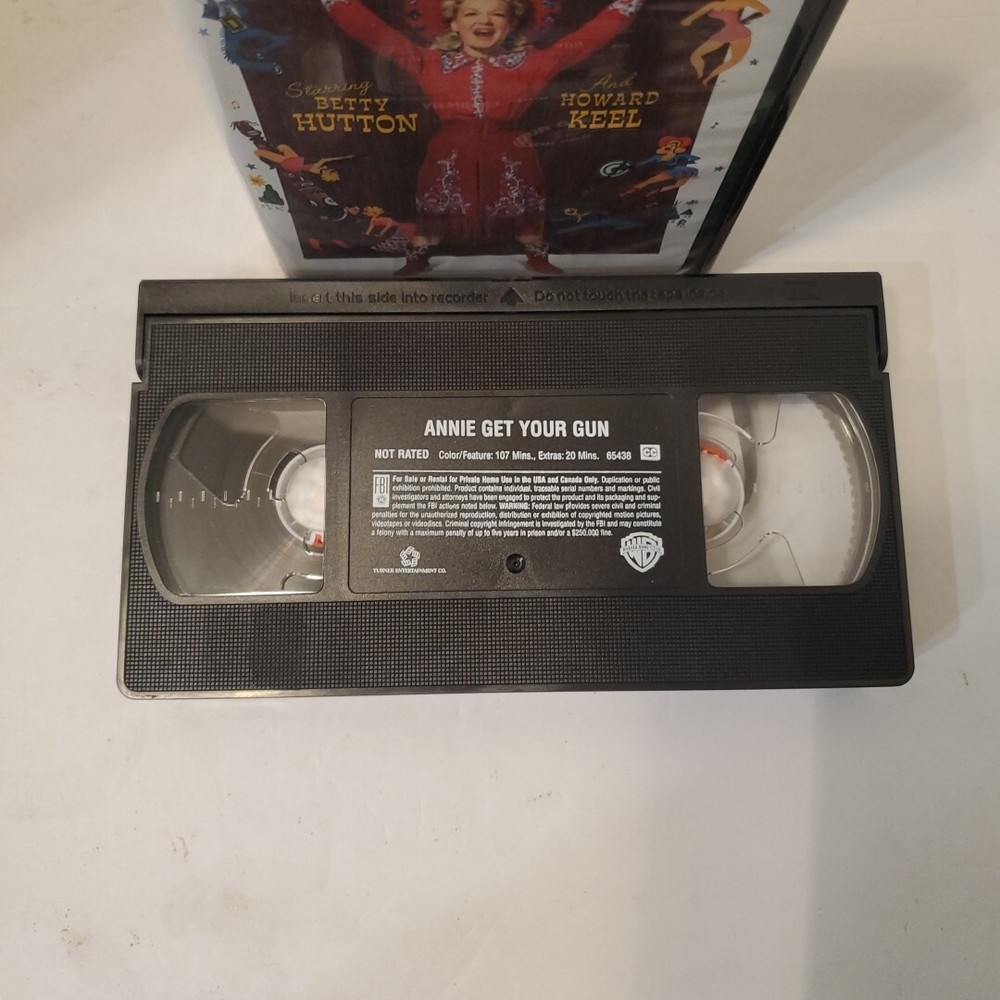 Starring
BETTY
HUTTON
And
HOWARD
KEEL
Insert this side into recorder Do not touch the tape inside
ANNIE GET YOUR GUN
NOT RATED Color/Feature: 107 Mins., Extras: 20 Mins. 65438 CC
FBI
For Sale or Rental for Private Home Use in the USA and Canada Only. Duplication or public
exhibition prohibited. Product contains individual, traceable serial numbers and markings. Civil
investigators and attorneys have been engaged to protect the product and its packaging and sup-
plement the FBI actions noted below. WARNING: Federal law provides severe civil and criminal
penalties for the unauthorized reproduction, distribution or exhibition of copyrighted motion pictures,
videotapes or videodiscs. Criminal copyright infringement is investigated by the FBI and may constitute
a felony with a maximum penalty of up to five years in prison and/or a $250,000 fine.
TURNER ENTERTAINMENT CO.
WB